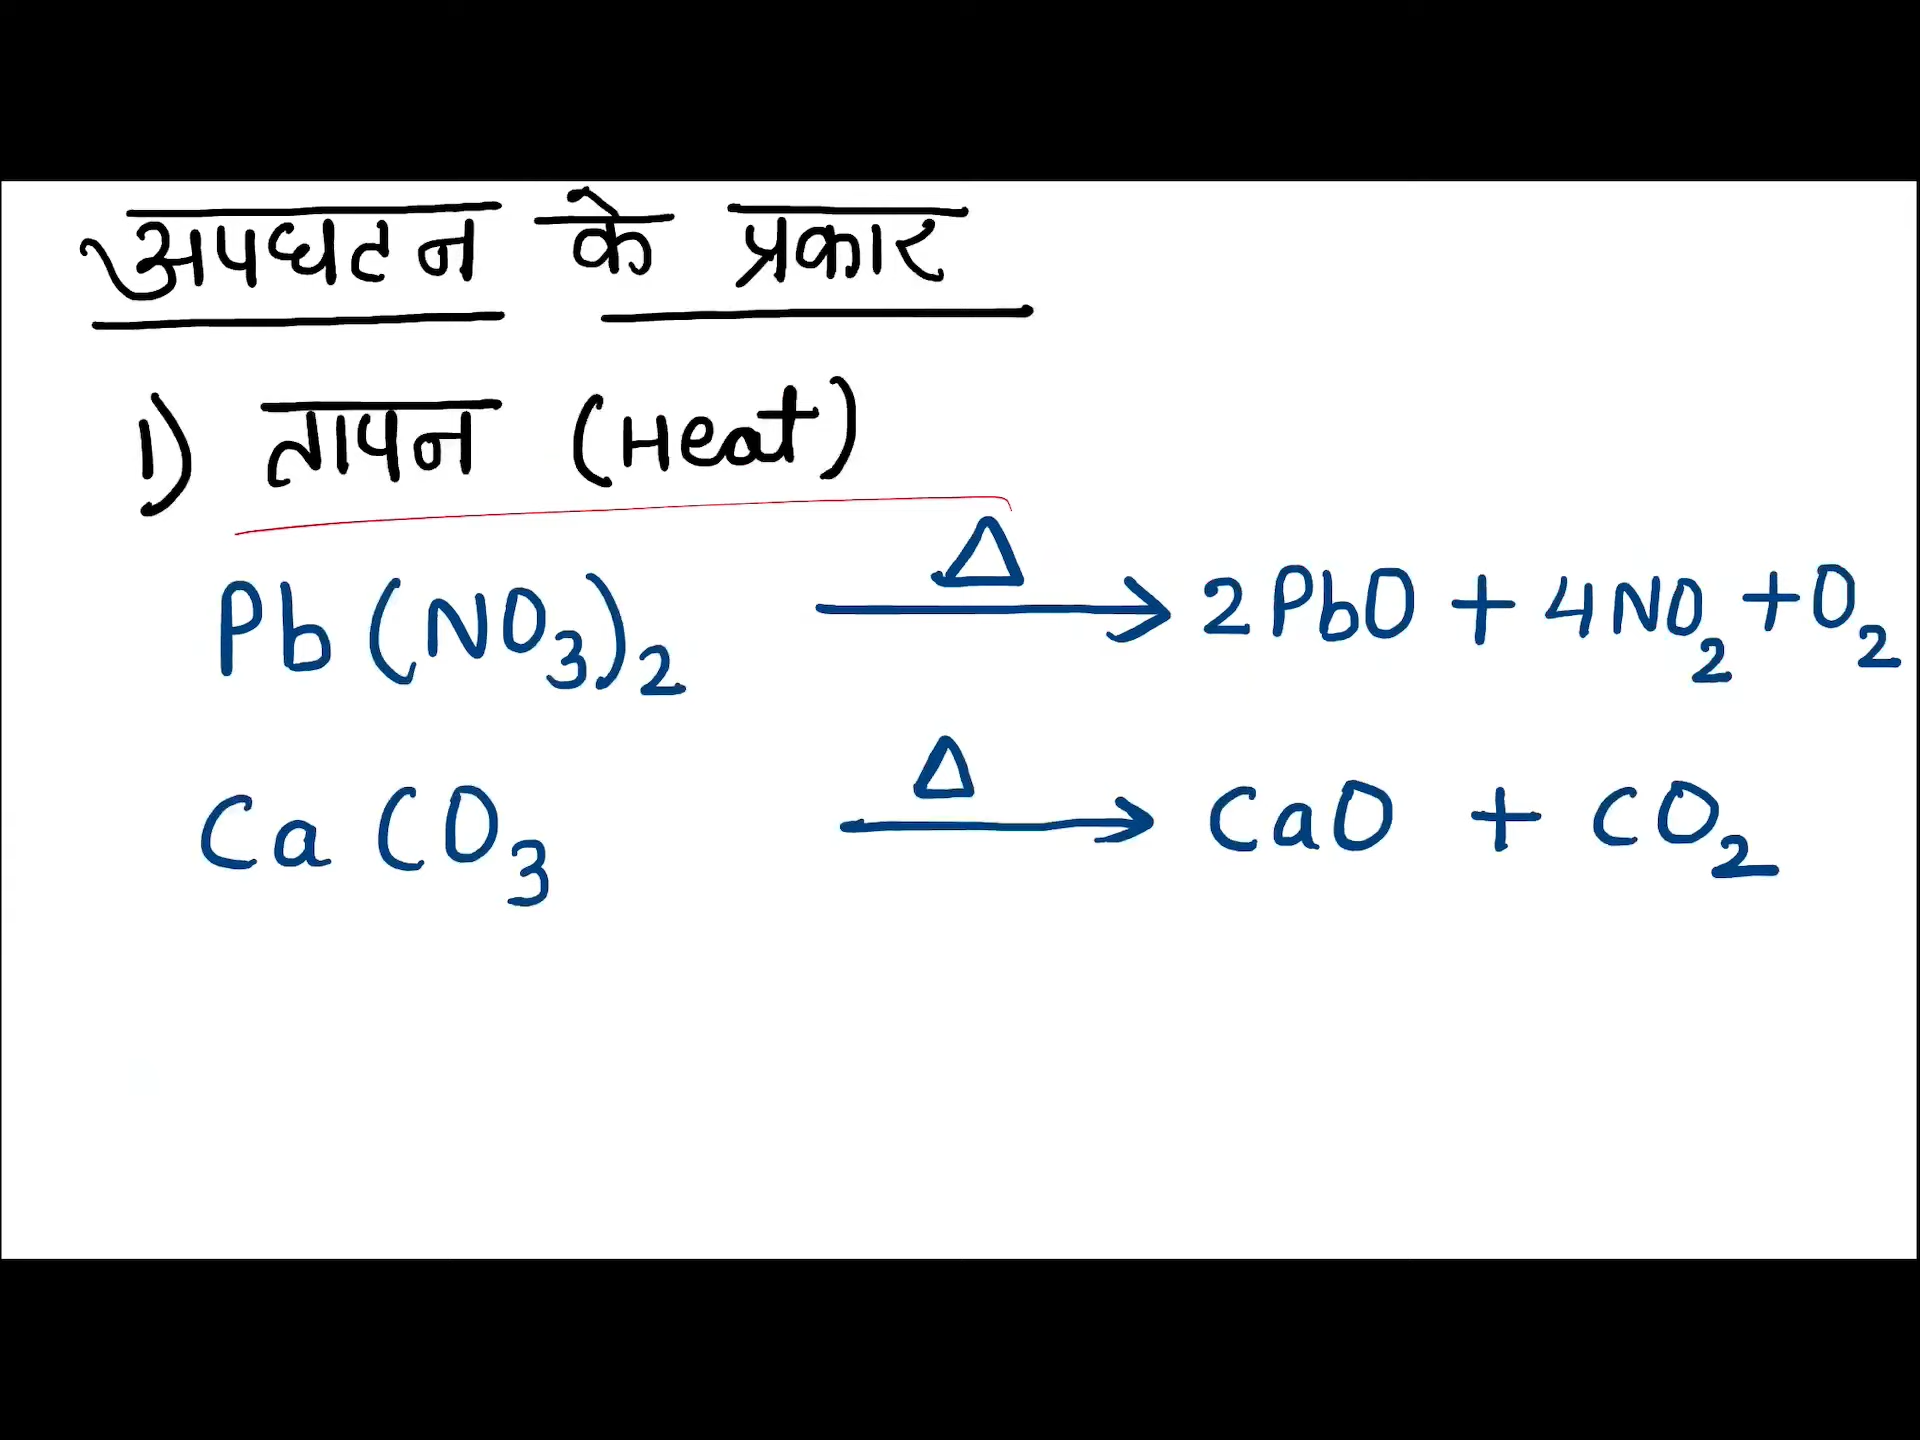 अपघटन के प्रकार
1) तापन (Heat)
Pb(NO₃)₂ —Δ→ 2PbO + 4NO₂ + O₂
CaCO₃ —Δ→ CaO + CO₂